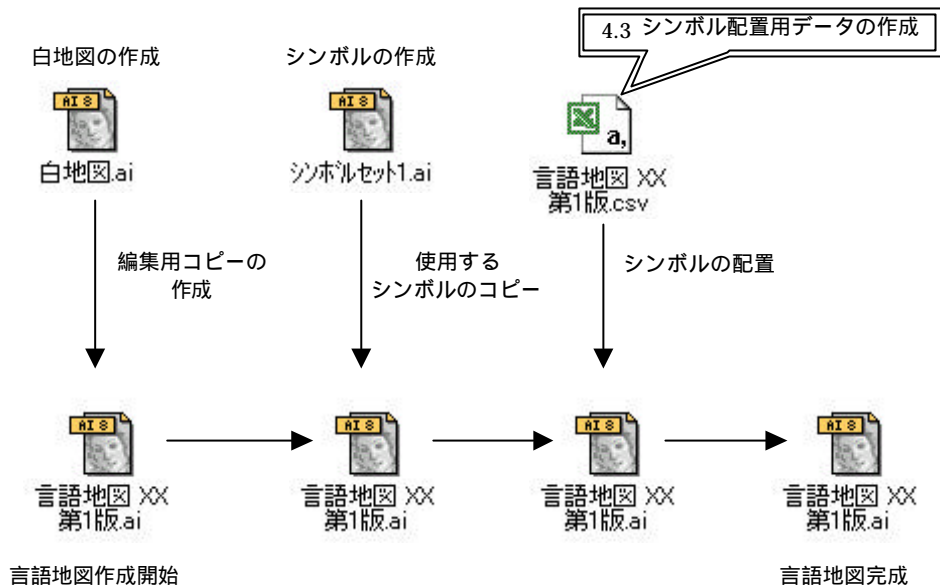 4.3 シンボル配置用データの作成
白地図の作成
シンボルの作成
AI 8
AI 8
a,
白地図.ai
シンボルセット1.ai
言語地図 XX
第1版.csv
編集用コピーの
作成
使用する
シンボルのコピー
シンボルの配置
AI 8
AI 8
AI 8
AI 8
言語地図 XX
第1版.ai
言語地図 XX
第1版.ai
言語地図 XX
第1版.ai
言語地図 XX
第1版.ai
言語地図作成開始
言語地図完成